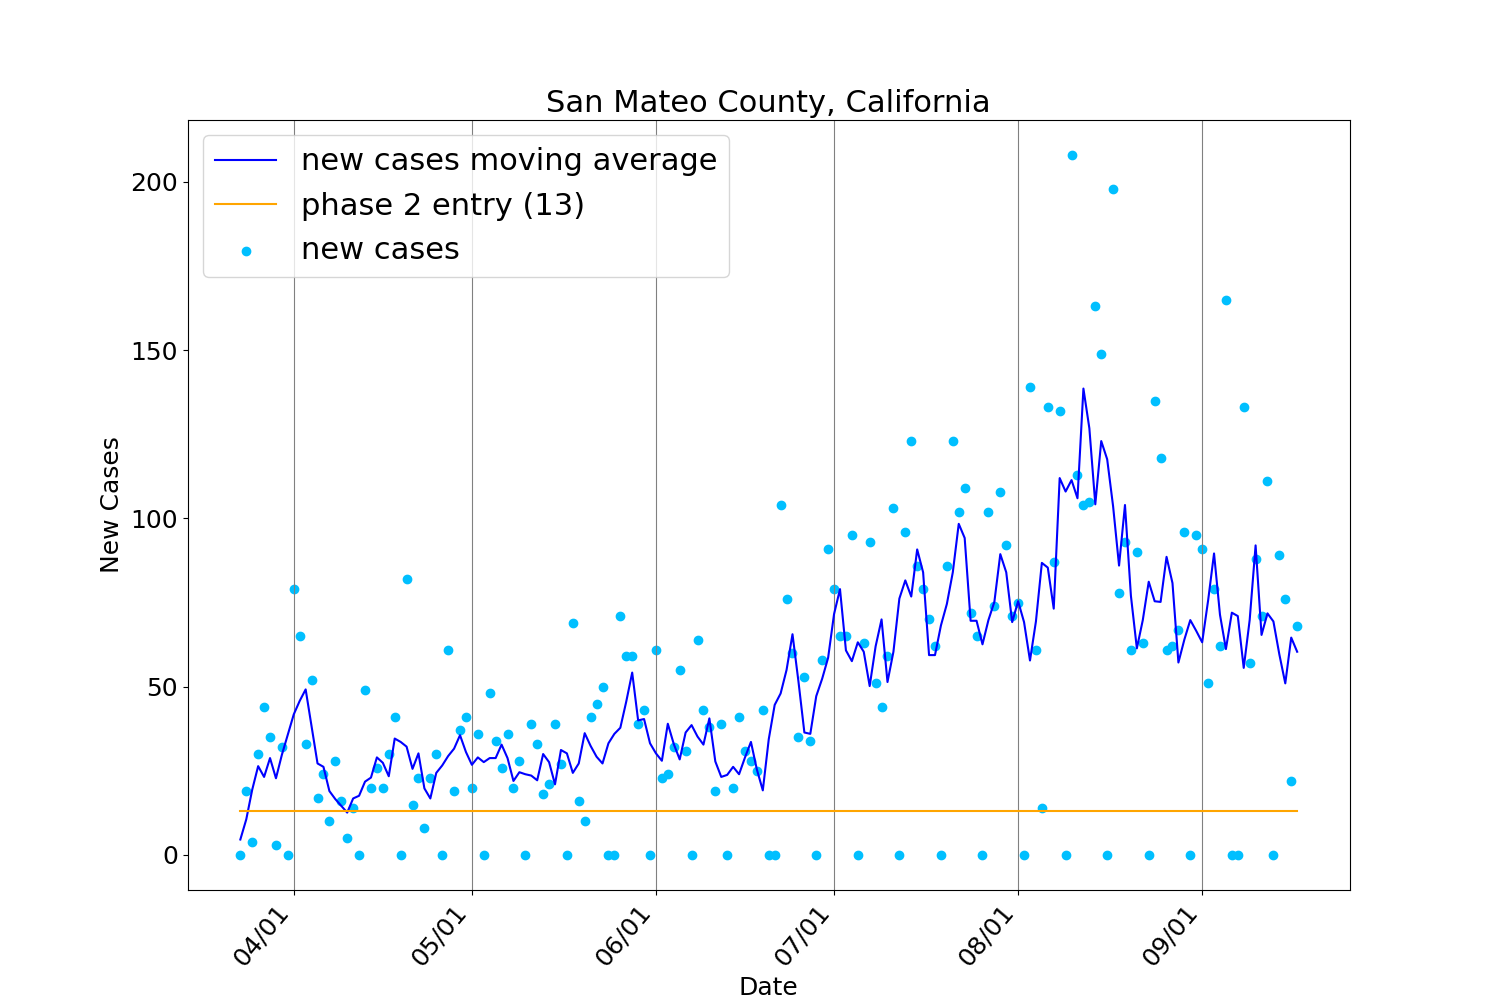 San Mateo County, California
new cases moving average
phase 2 entry (13)
new cases
200
150
100
50
0
New Cases
04/01
05/01
06/01
07/01
08/01
09/01
Date